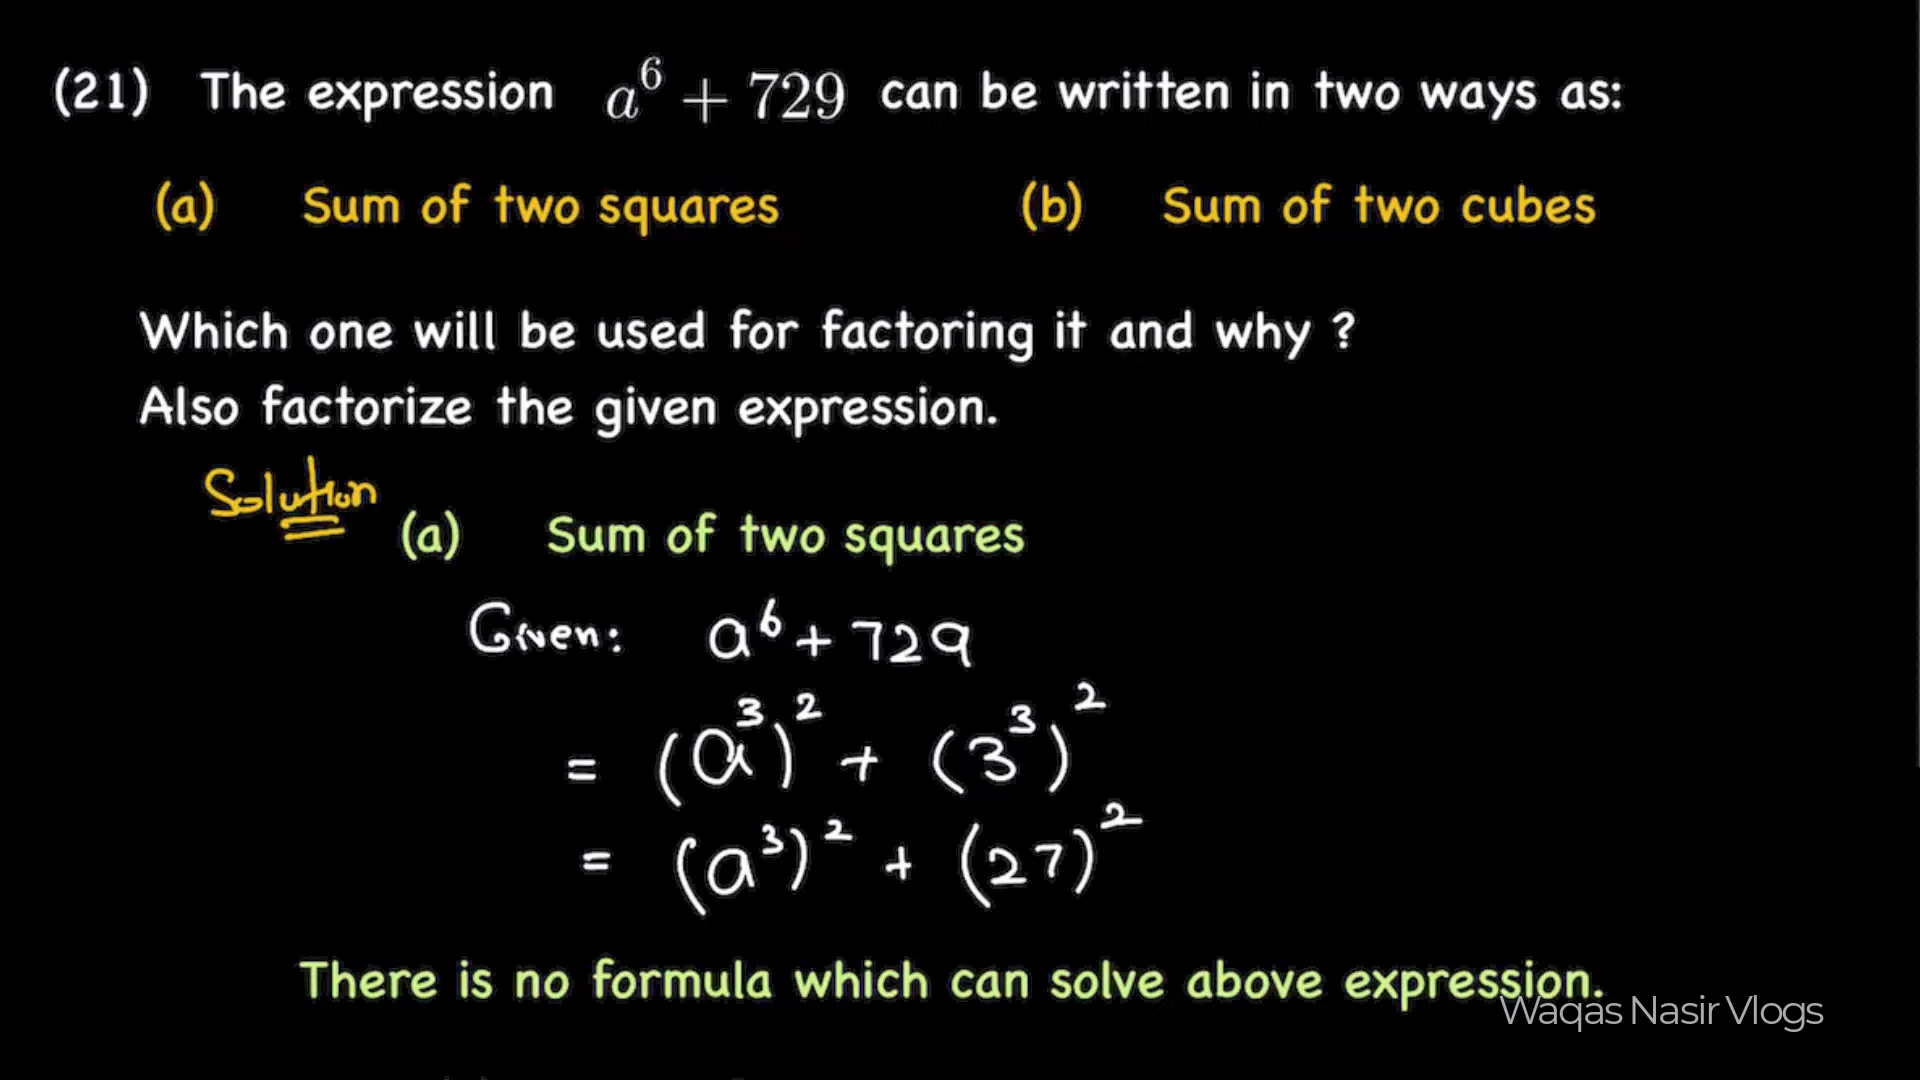 (21) The expression a⁶ + 729 can be written in two ways as:
(a) Sum of two squares (b) Sum of two cubes
Which one will be used for factoring it and why ?
Also factorize the given expression.
Solution
(a) Sum of two squares
Given: a⁶ + 729
= (a³)² + (3³)²
= (a³)² + (27)²
There is no formula which can solve above expression.
Waqas Nasir Vlogs